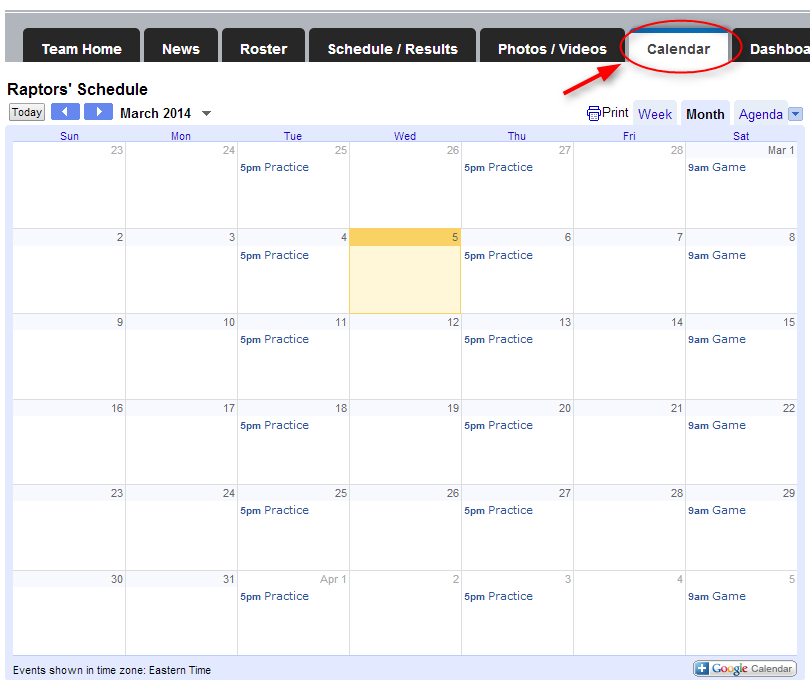 Team Home News Roster Schedule / Results Photos / Videos Calendar Dashboa
Raptors' Schedule
Today March 2014 Print Week Month Agenda
Sun Mon Tue Wed Thu Fri Sat
23 24 25 26 27 28 Mar 1
5pm Practice 5pm Practice 9am Game
2 3 4 5 6 7 8
5pm Practice 5pm Practice 9am Game
9 10 11 12 13 14 15
5pm Practice 5pm Practice 9am Game
16 17 18 19 20 21 22
5pm Practice 5pm Practice 9am Game
23 24 25 26 27 28 29
5pm Practice 5pm Practice 9am Game
30 31 Apr 1 2 3 4 5
5pm Practice 5pm Practice 9am Game
Events shown in time zone: Eastern Time Google Calendar